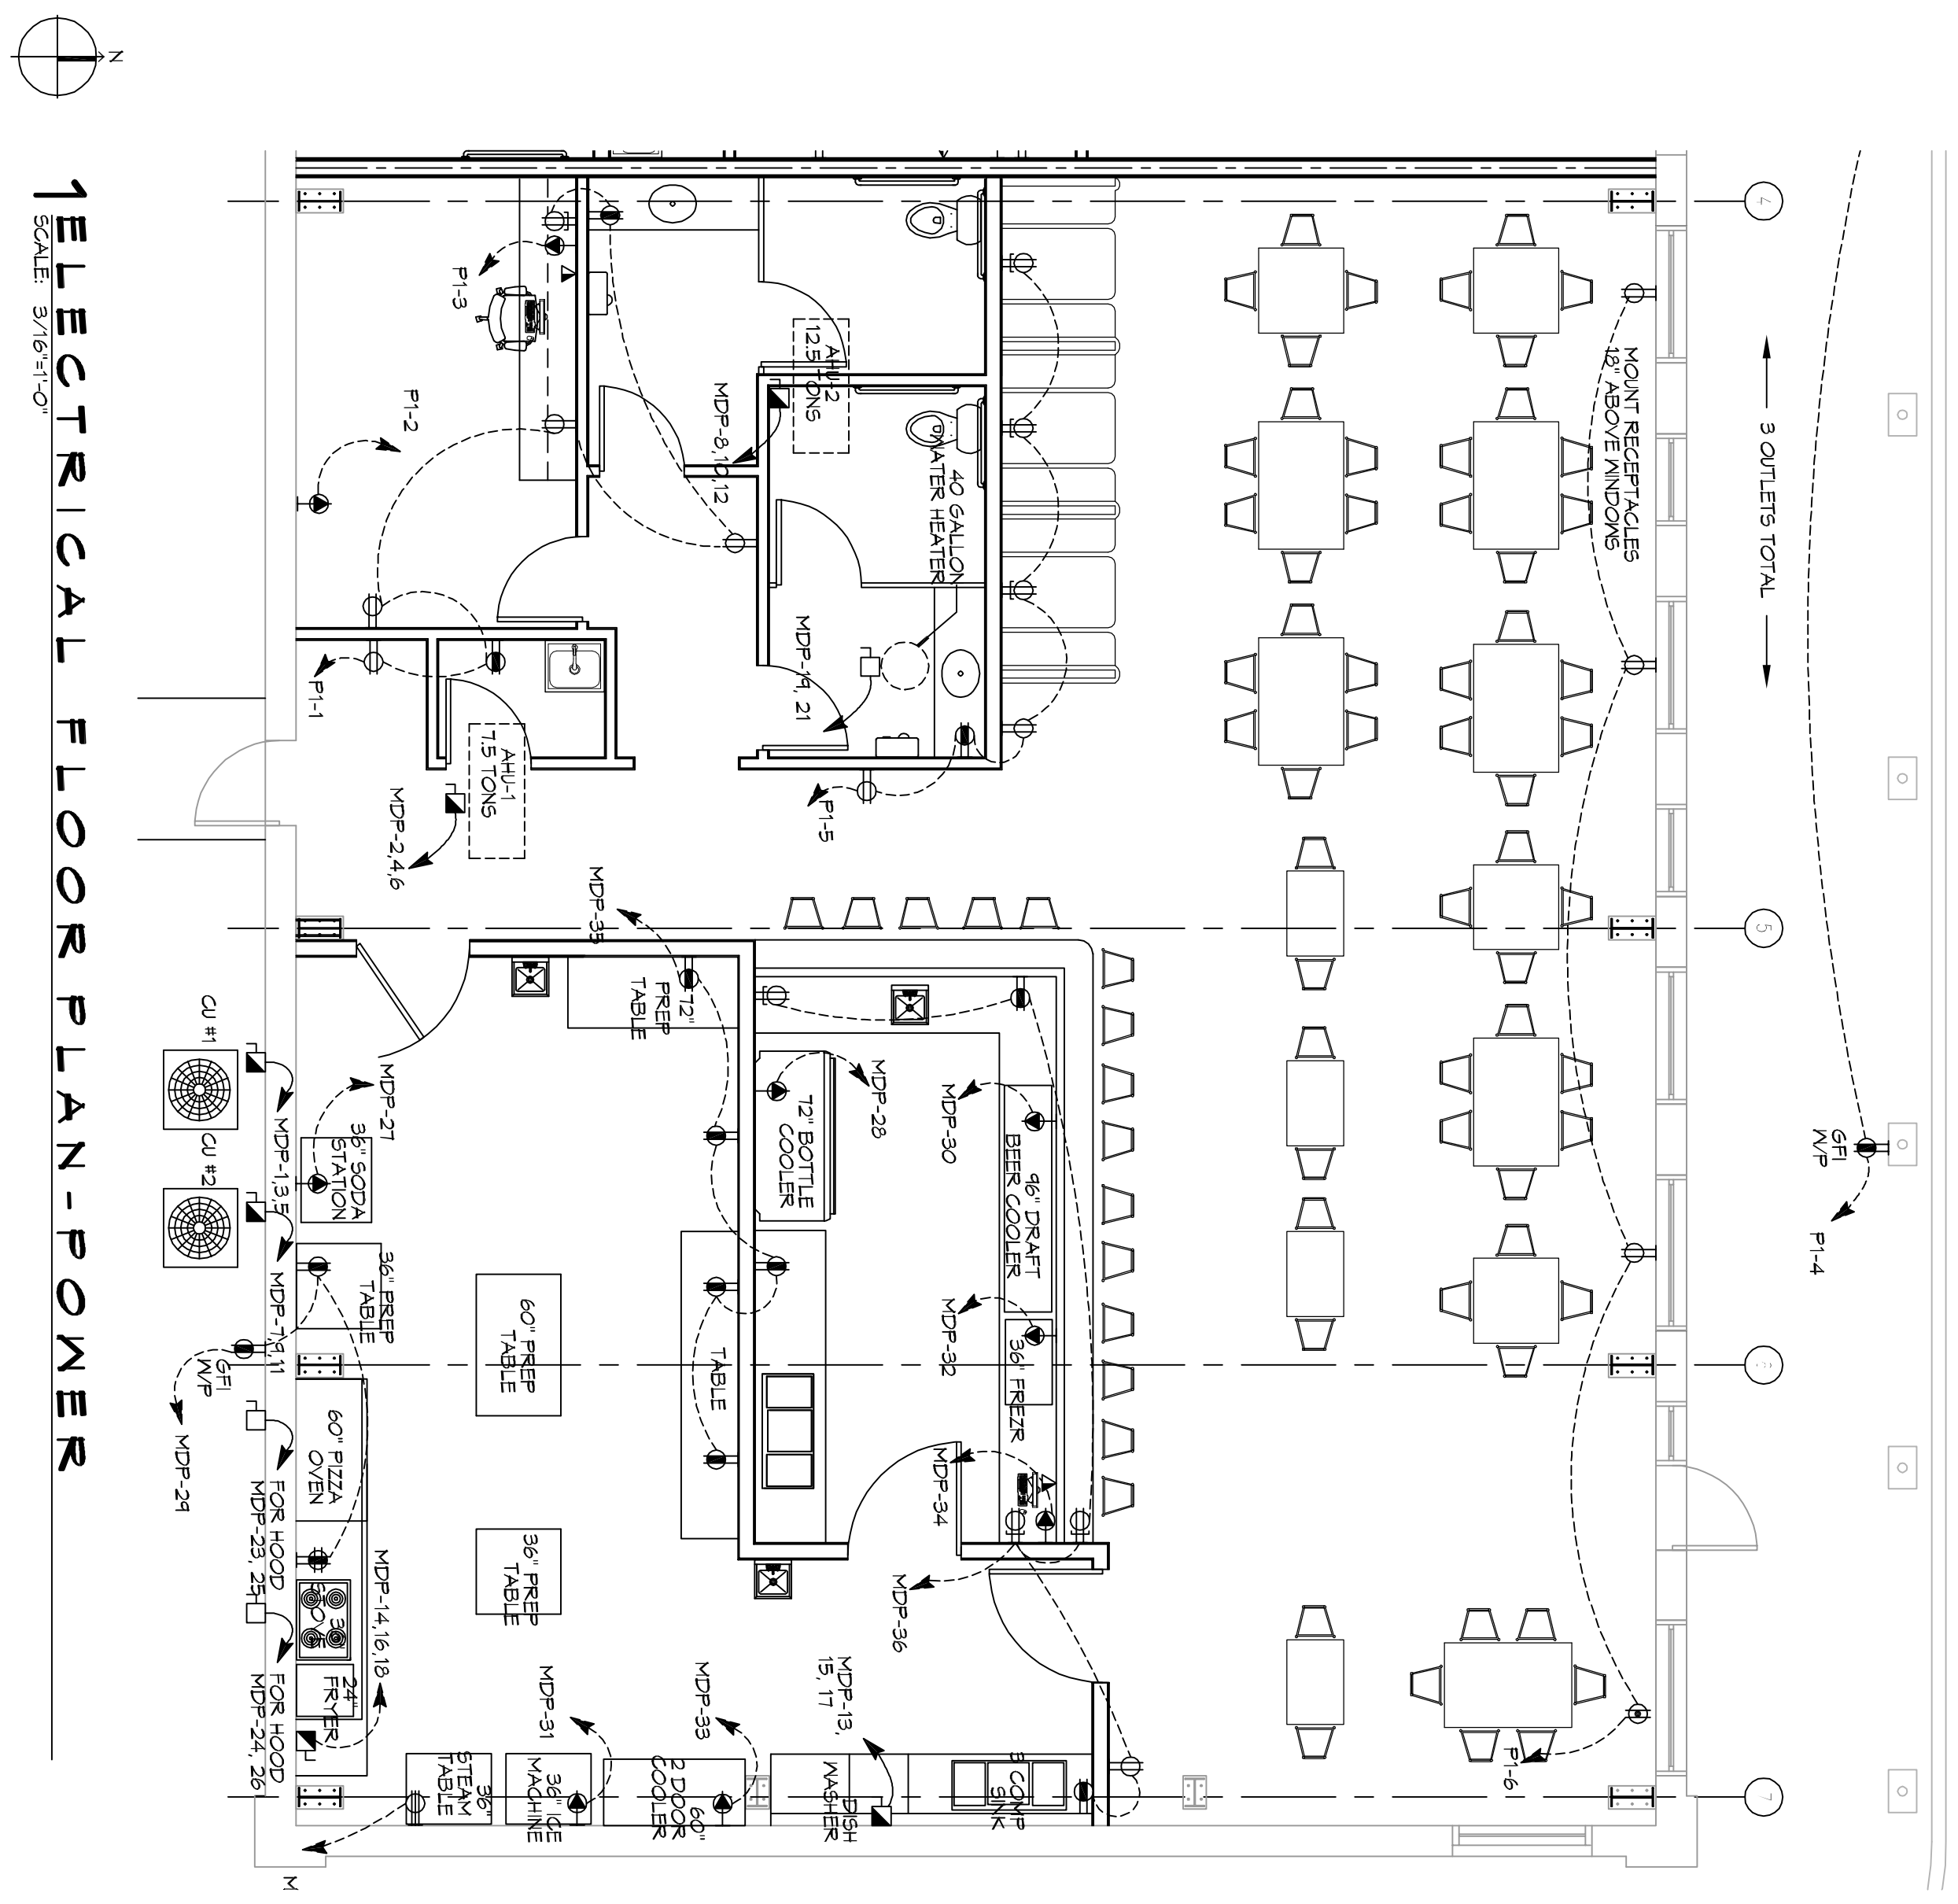 N
1 ELECTRICAL FLOOR PLAN-POWER
SCALE: 3/16"=1'-0"
4
5
7
3 OUTLETS TOTAL
MOUNT RECEPTACLES
18" ABOVE WINDOWS
GFI
W/P
P1-4
P1-3
P1-2
P1-1
AHU-2
12.5 TONS
MDP-8,10,12
40 GALLON
WATER HEATER
MDP-19, 21
P1-5
AHU-1
7.5 TONS
MDP-2,4,6
MDP-35
72"
PREP
TABLE
CU #1
CU #2
MDP-1,3,5
MDP-7,9,11
MDP-27
36" SODA
STATION
36" PREP
TABLE
GFI
W/P
MDP-29
72" BOTTLE
COOLER
MDP-28
MDP-30
96" DRAFT
BEER COOLER
MDP-32
36" FREZR
MDP-34
MDP-36
60" PREP
TABLE
TABLE
36" PREP
TABLE
60" PIZZA
OVEN
FOR HOOD
MDP-23, 25
FOR HOOD
MDP-24, 26
STOVE
MDP-14,16,18
24"
FRYER
MDP-31
MDP-33
MDP-13,
15, 17
36"
STEAM
TABLE
36" ICE
MACHINE
60"
2 DOOR
COOLER
DISH
WASHER
3 COMP
SINK
P1-6
M